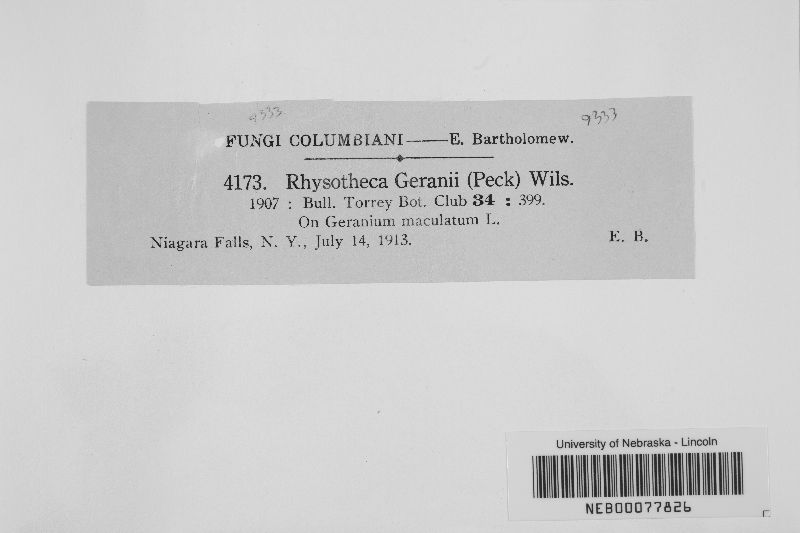 9333 9333
FUNGI COLUMBIANI——E. Bartholomew.
4173. Rhysotheca Geranii (Peck) Wils.
1907 : Bull. Torrey Bot. Club 34 : 399.
On Geranium maculatum L.
Niagara Falls, N. Y., July 14, 1913. E. B.
University of Nebraska - Lincoln
NEB00077826